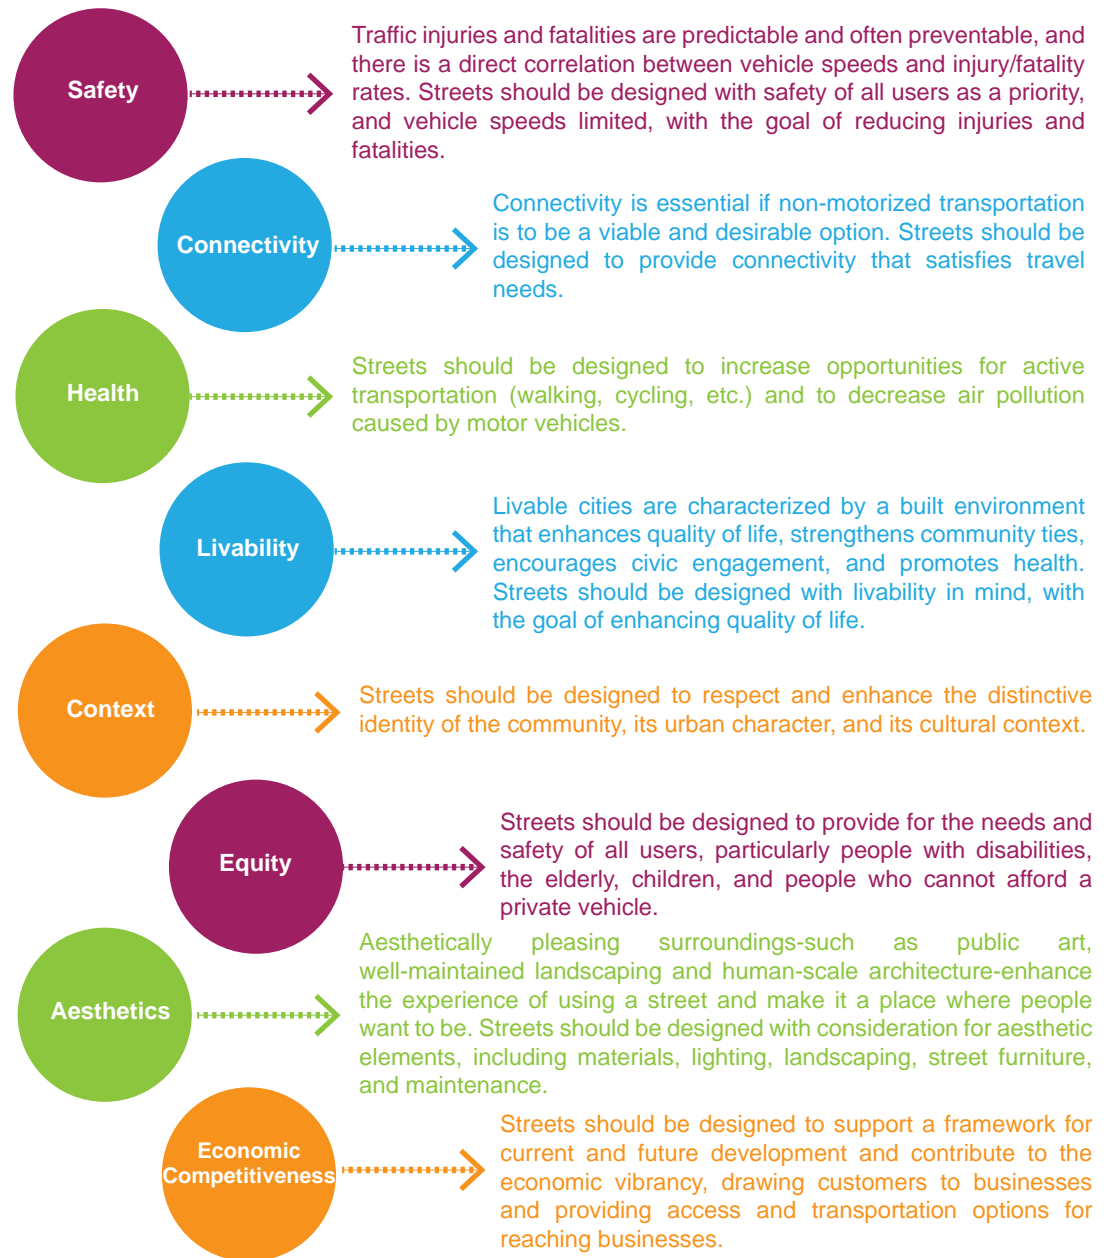 Safety
Traffic injuries and fatalities are predictable and often preventable, and
there is a direct correlation between vehicle speeds and injury/fatality
rates. Streets should be designed with safety of all users as a priority,
and vehicle speeds limited, with the goal of reducing injuries and
fatalities.
Connectivity
Connectivity is essential if non-motorized transportation
is to be a viable and desirable option. Streets should be
designed to provide connectivity that satisfies travel
needs.
Health
Streets should be designed to increase opportunities for active
transportation (walking, cycling, etc.) and to decrease air pollution
caused by motor vehicles.
Livability
Livable cities are characterized by a built environment
that enhances quality of life, strengthens community ties,
encourages civic engagement, and promotes health.
Streets should be designed with livability in mind, with
the goal of enhancing quality of life.
Context
Streets should be designed to respect and enhance the distinctive
identity of the community, its urban character, and its cultural context.
Equity
Streets should be designed to provide for the needs and
safety of all users, particularly people with disabilities,
the elderly, children, and people who cannot afford a
private vehicle.
Aesthetics
Aesthetically pleasing surroundings-such as public art,
well-maintained landscaping and human-scale architecture-enhance
the experience of using a street and make it a place where people
want to be. Streets should be designed with consideration for aesthetic
elements, including materials, lighting, landscaping, street furniture,
and maintenance.
Economic
Competitiveness
Streets should be designed to support a framework for
current and future development and contribute to the
economic vibrancy, drawing customers to businesses
and providing access and transportation options for
reaching businesses.